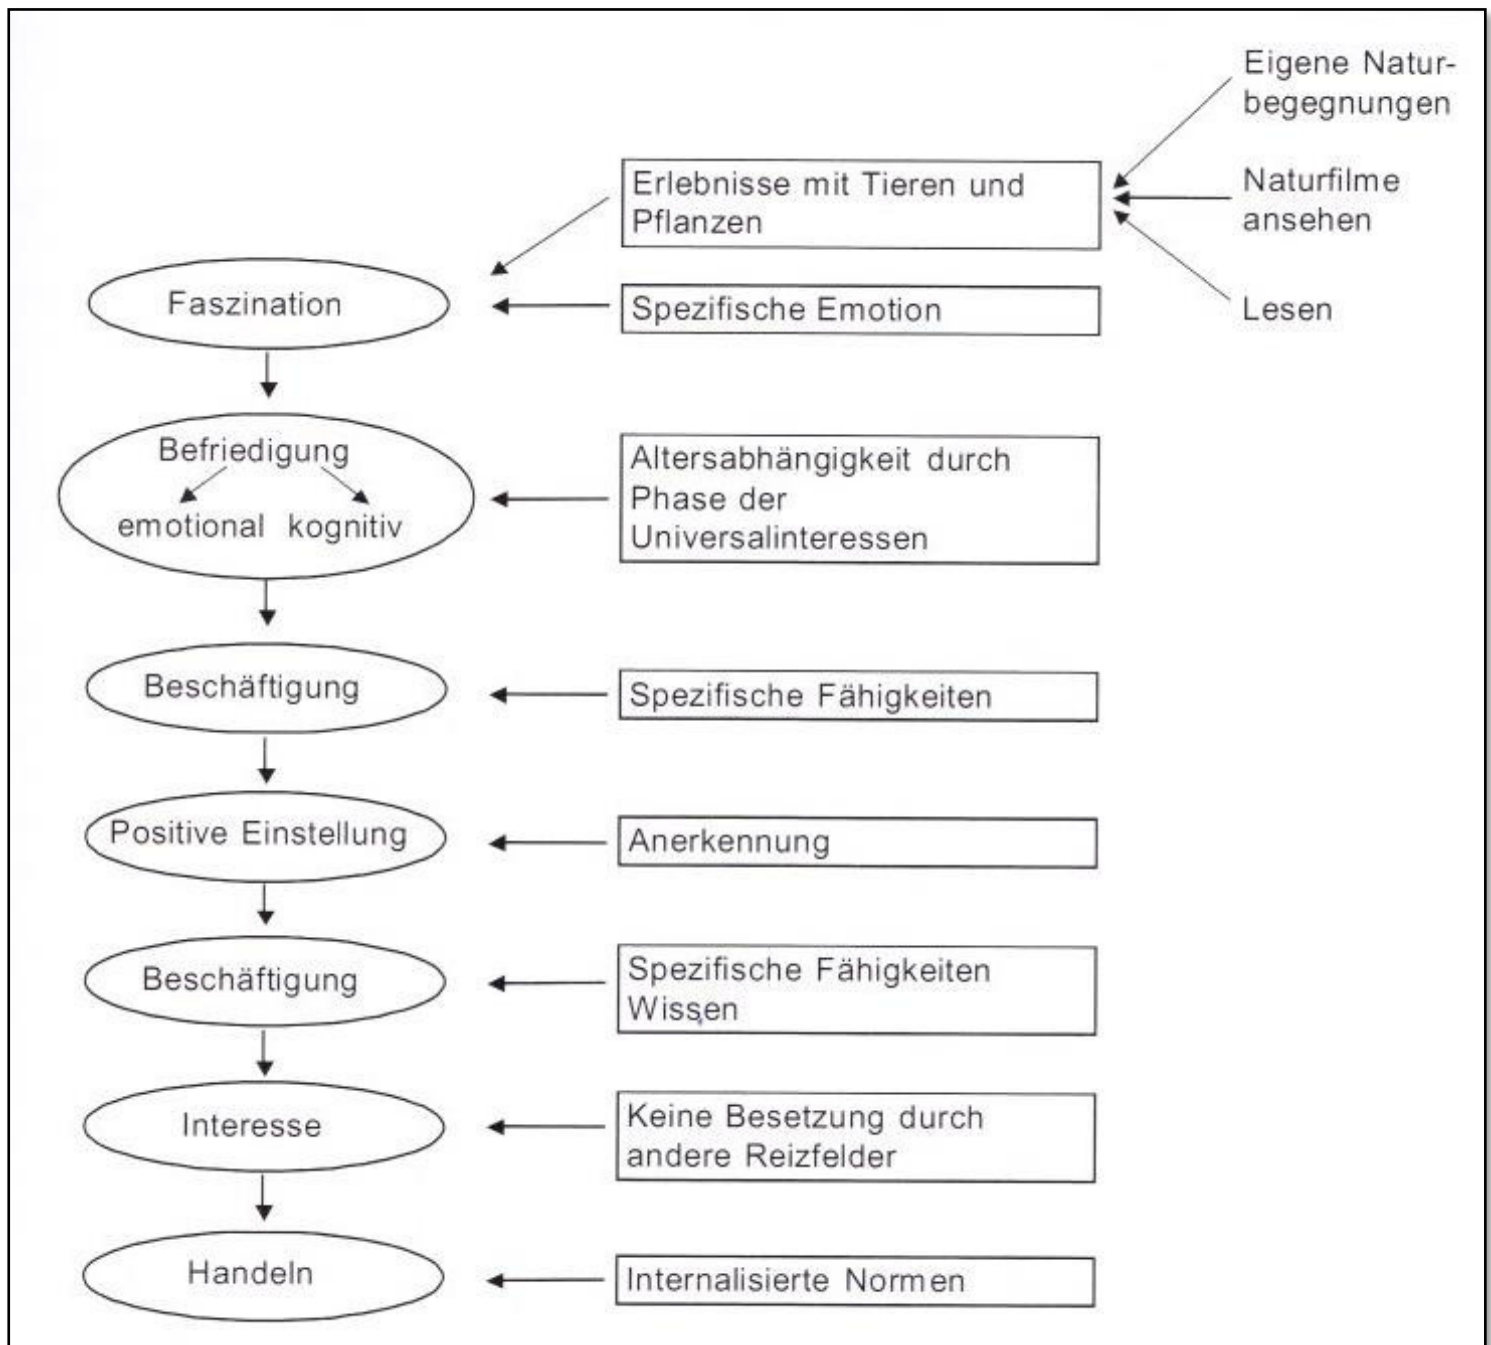 Eigene Natur-
begegnungen
Erlebnisse mit Tieren und
Pflanzen
Naturfilme
ansehen
Faszination
Spezifische Emotion
Lesen
Befriedigung
emotional kognitiv
Altersabhängigkeit durch
Phase der
Universalinteressen
Beschäftigung
Spezifische Fähigkeiten
Positive Einstellung
Anerkennung
Beschäftigung
Spezifische Fähigkeiten
Wissen
Interesse
Keine Besetzung durch
andere Reizfelder
Handeln
Internalisierte Normen